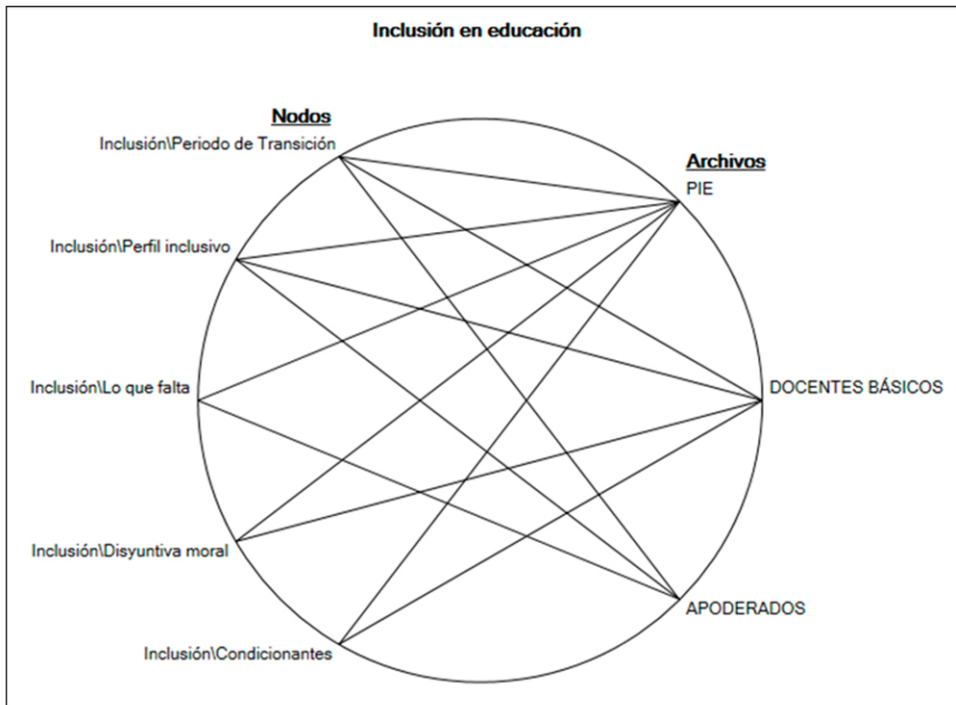 Inclusión en educación
Nodos
Inclusión\Periodo de Transición
Inclusión\Perfil inclusivo
Inclusión\Lo que falta
Inclusión\Disyuntiva moral
Inclusión\Condicionantes
Archivos
PIE
DOCENTES BÁSICOS
APODERADOS